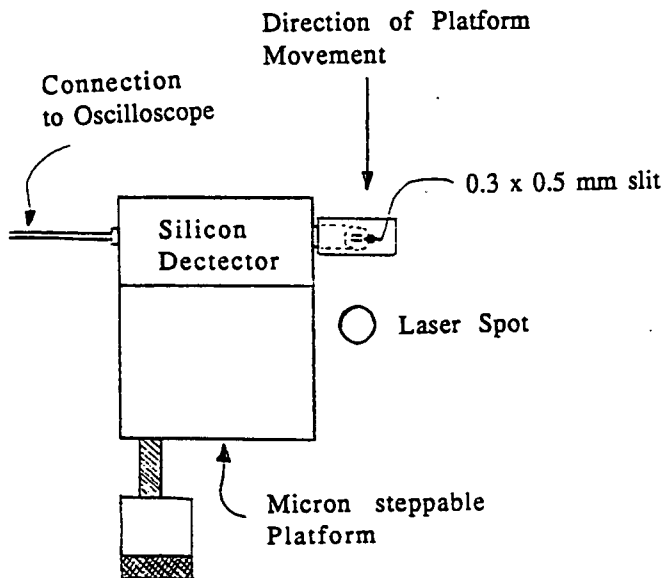 Direction of Platform
Movement
Connection
to Oscilloscope
0.3 x 0.5 mm slit
Silicon
Dectector
Laser Spot
Micron steppable
Platform